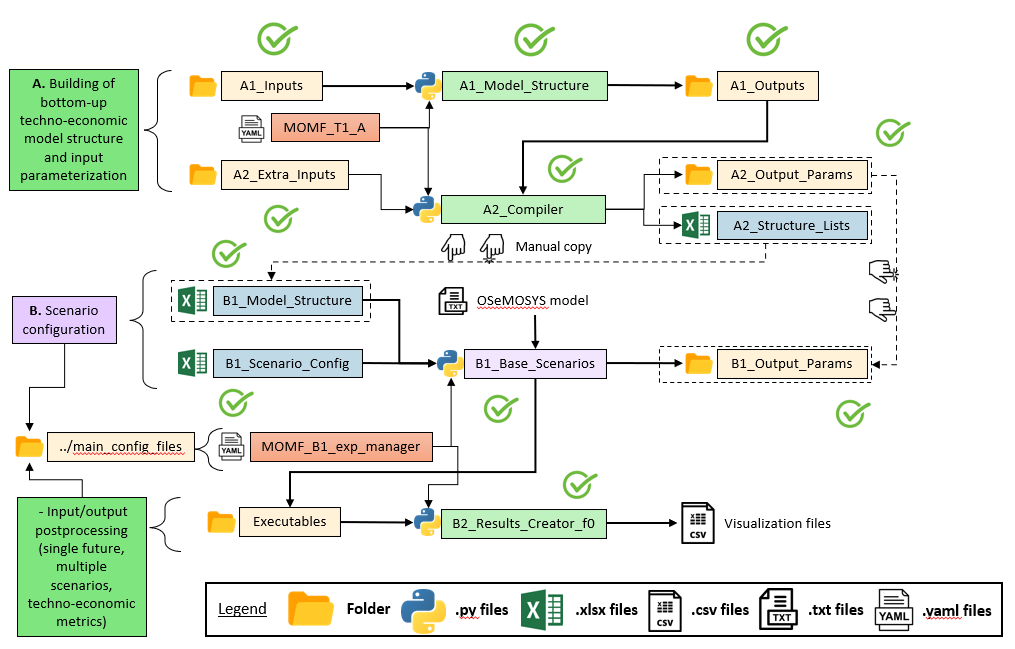 A. Building of
bottom-up
techno-economic
model structure
and input
parameterization
A1_Inputs
A1_Model_Structure
A1_Outputs
YAML
MOMF_T1_A
A2_Extra_Inputs
A2_Compiler
A2_Output_Params
A2_Structure_Lists
Manual copy
B. Scenario
configuration
X
B1_Model_Structure
TXT
OSeMOSYS model
X
B1_Scenario_Config
B1_Base_Scenarios
B1_Output_Params
../main_config_files
YAML
MOMF_B1_exp_manager
- Input/output
postprocessing
(single future,
multiple
scenarios,
techno-economic
metrics)
Executables
B2_Results_Creator_f0
CSV
Visualization files
Legend
Folder
.py files
X
.xlsx files
CSV
.csv files
TXT
.txt files
YAML
.yaml files